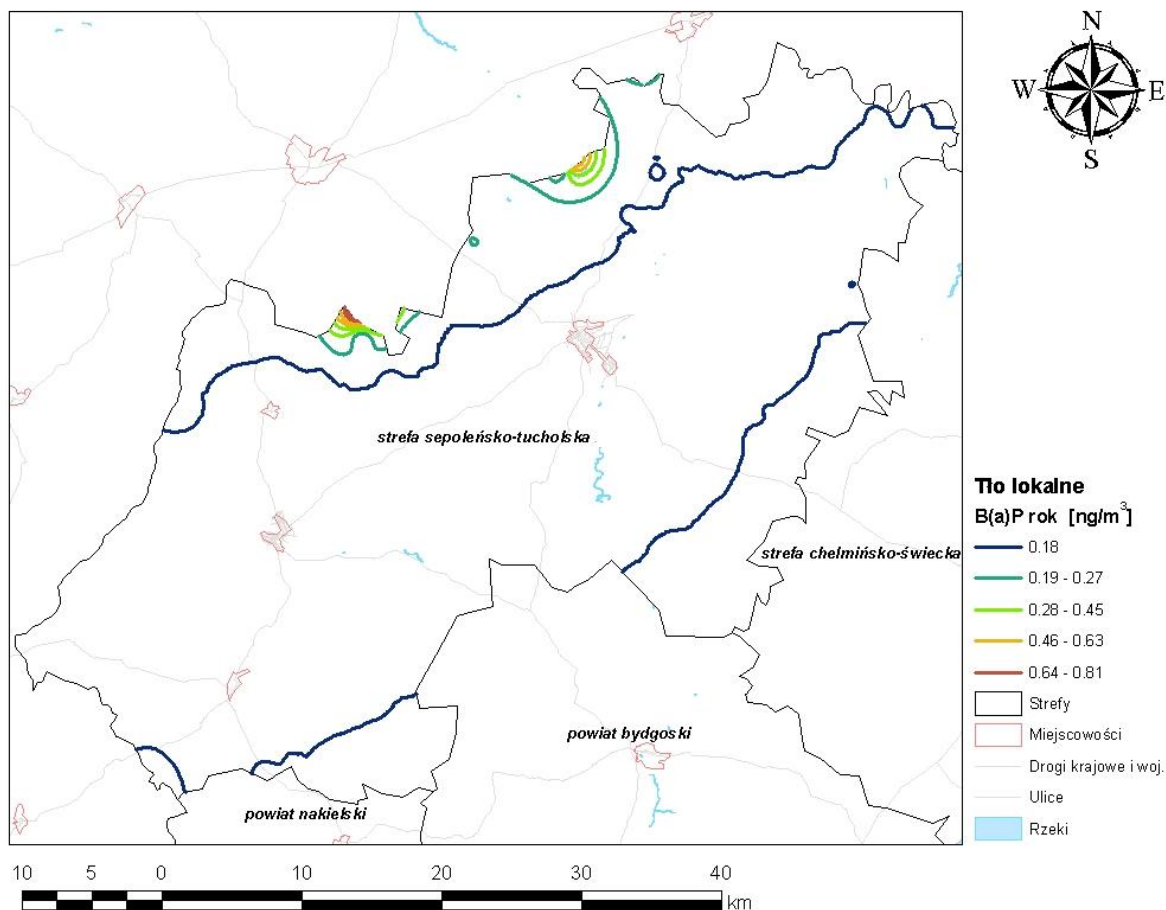 N
W E
S
strefa sepoleńsko-tucholska
strefa chelmińsko-świecka
powiat bydgoski
powiat nakielski
Tło lokalne
B(a)P rok [ng/m³]
0.18
0.19 - 0.27
0.28 - 0.45
0.46 - 0.63
0.64 - 0.81
Strefy
Miejscowości
Drogi krajowe i woj.
Ulice
Rzeki
10 5 0 10 20 30 40
km